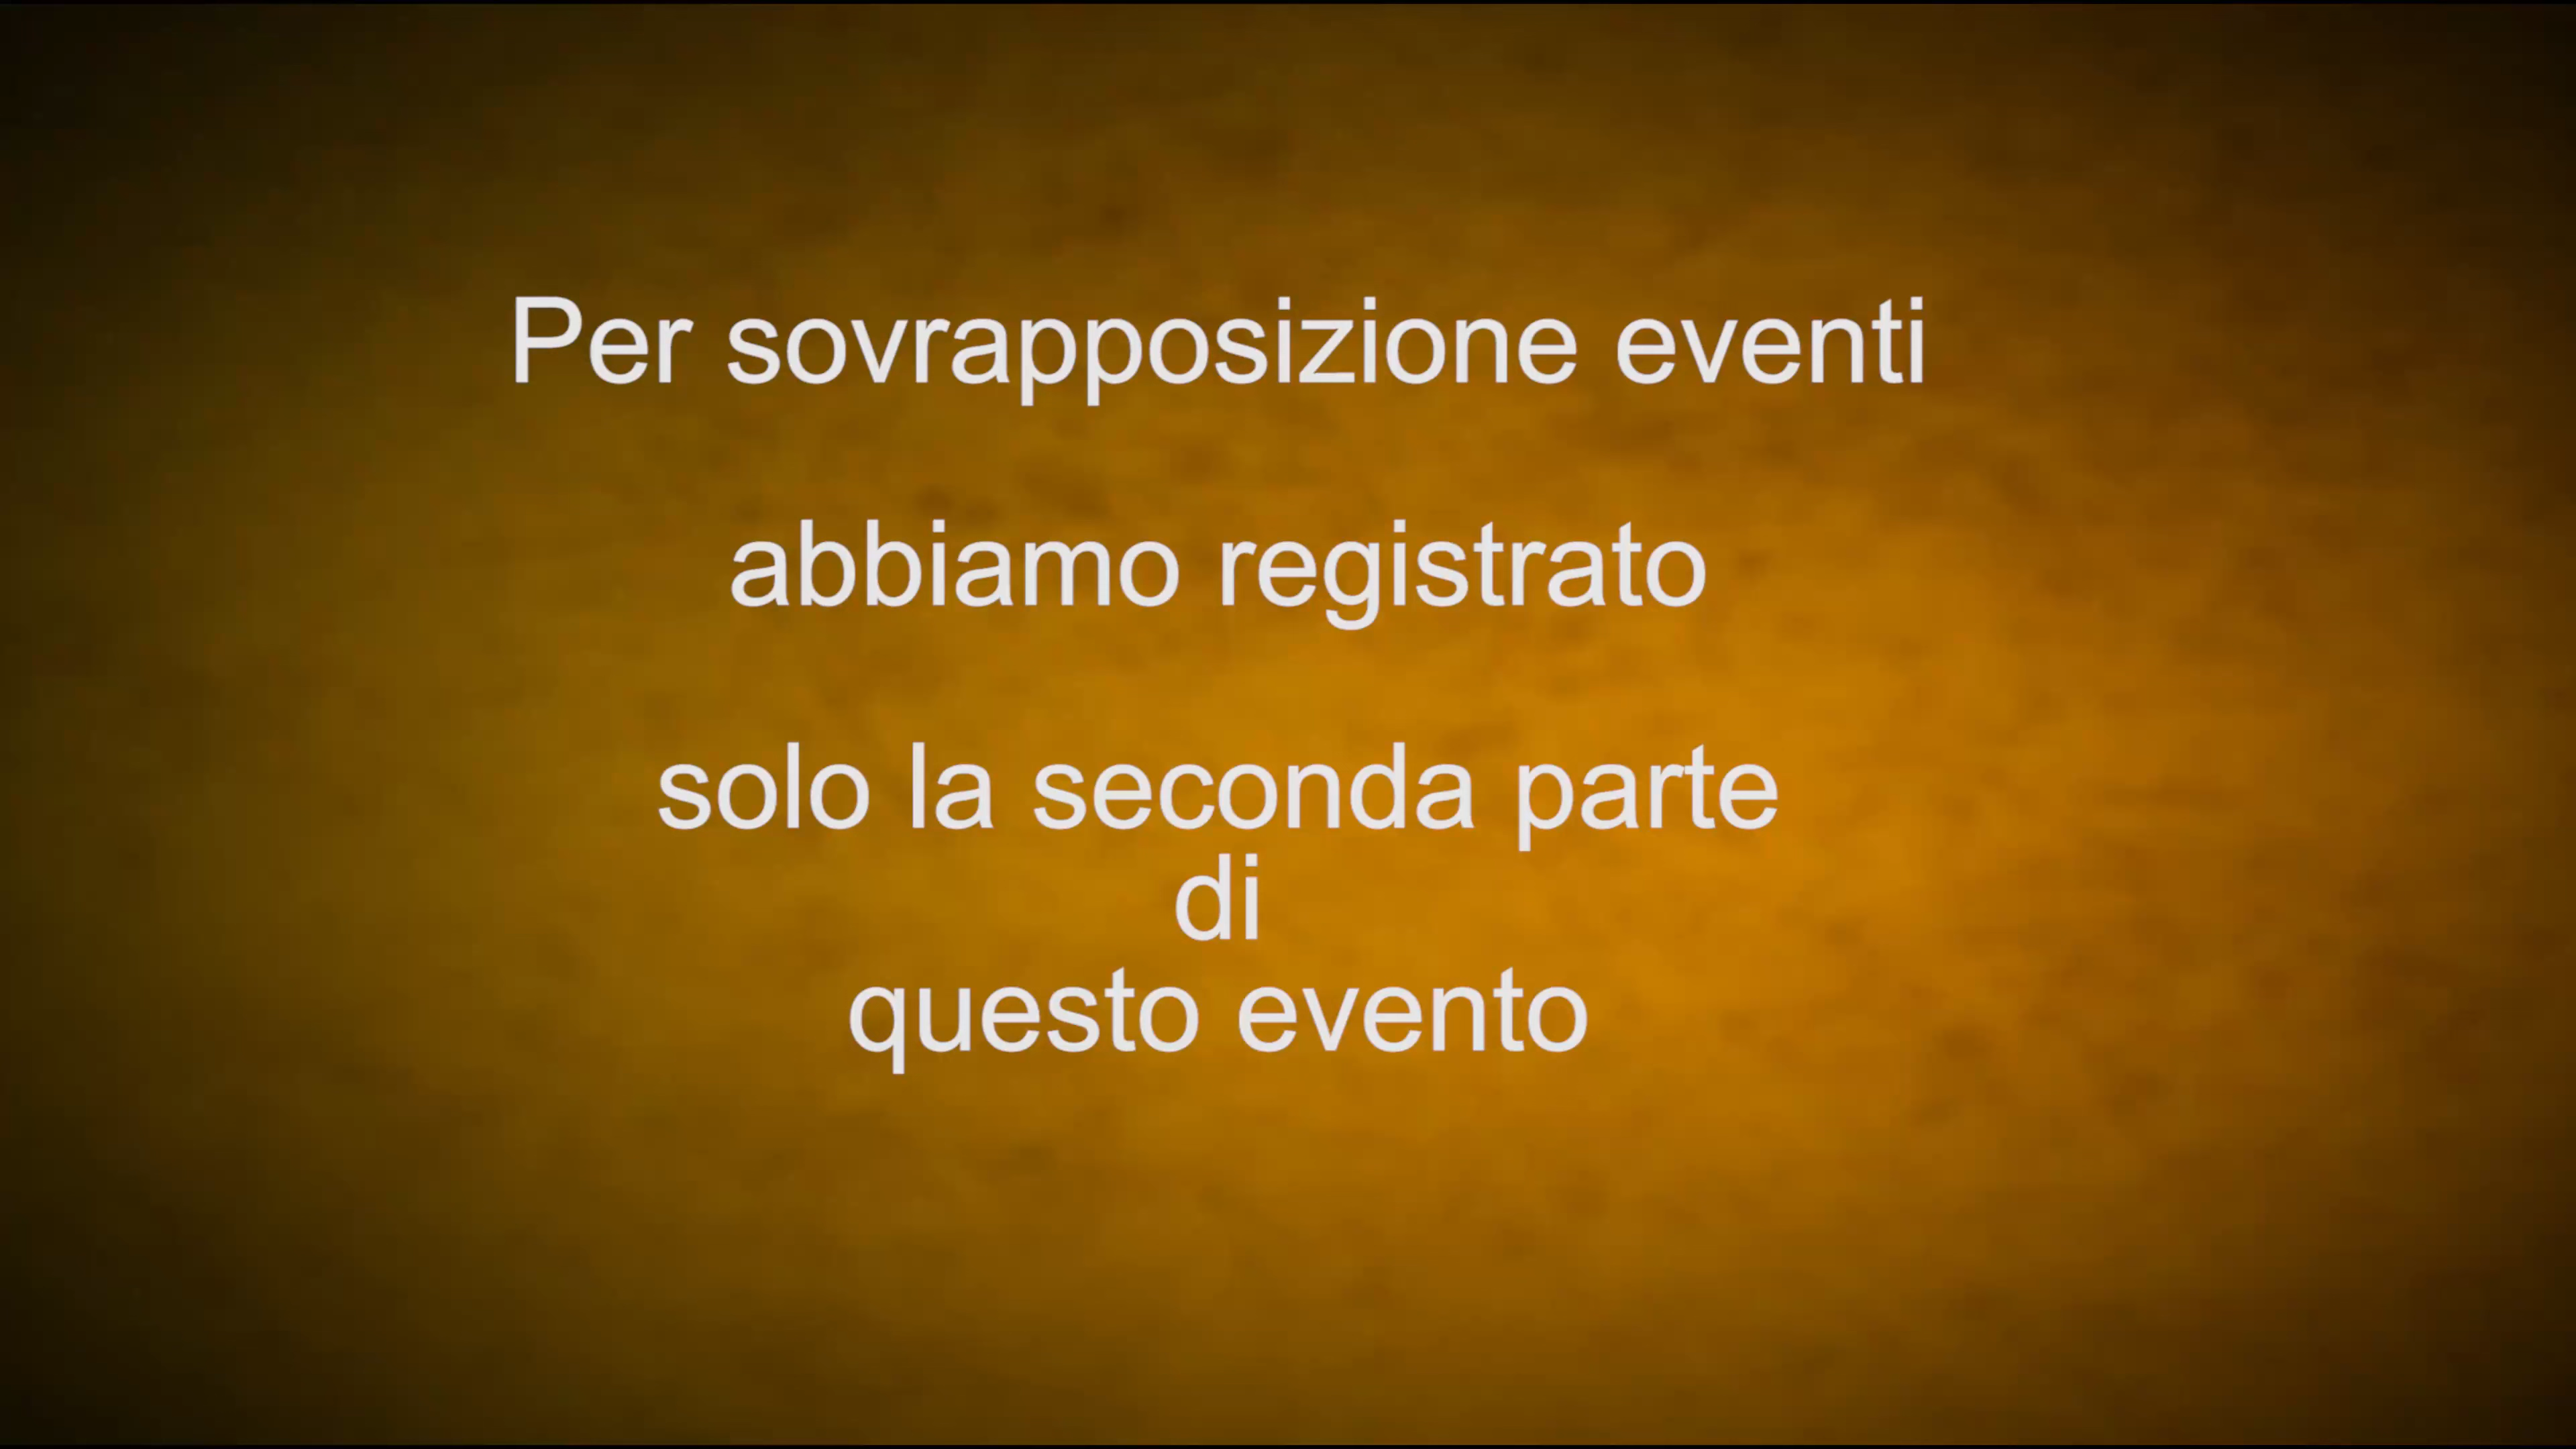 Per sovrapposizione eventi
abbiamo registrato
solo la seconda parte
di
questo evento